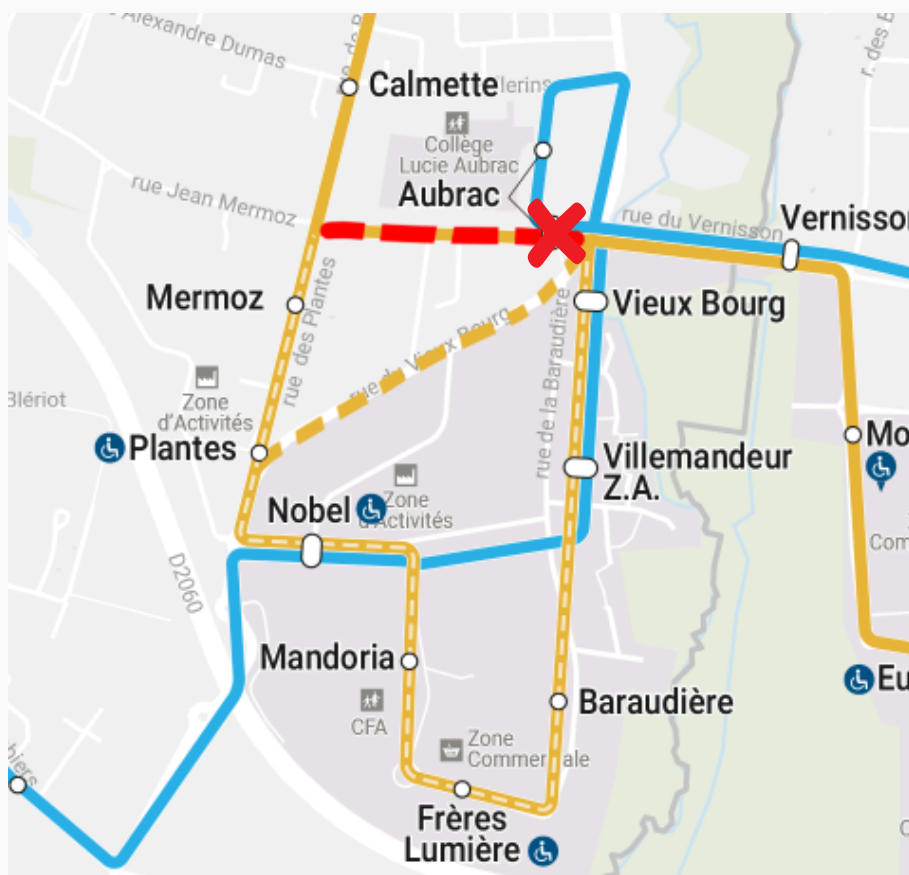 Alexandre Dumas
Calmette
Collège
Lucie Aubrac
Aubrac
rue Jean Mermoz
rue du Vernisson
Mermoz
rue des Plantes
Vieux Bourg
rue du Vieux Bourg
rue de la Baraudière
Blériot
Zone
d'Activités
Plantes
Villemandeur
Z.A.
Nobel
Zone
d'Activités
D2060
Mandoria
CFA
Baraudière
Zone
Commerciale
Frères
Lumière